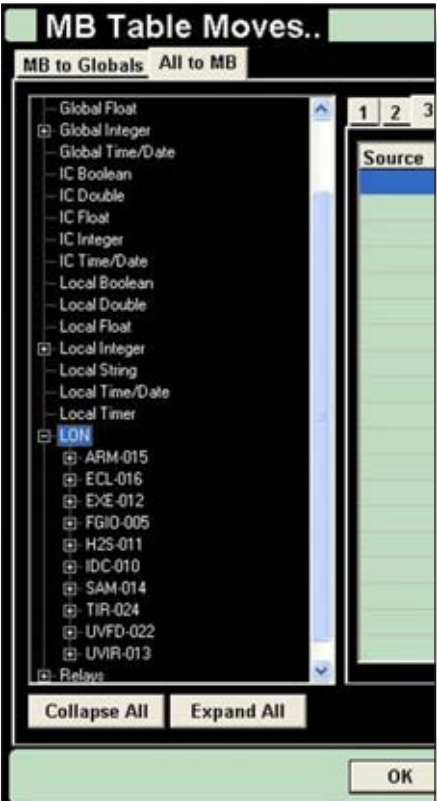 MB Table Moves..
MB to Globals All to MB
Global Float
Global Integer
Global Time/Date
IC Boolean
IC Double
IC Float
IC Integer
IC Time/Date
Local Boolean
Local Double
Local Float
Local Integer
Local String
Local Time/Date
Local Timer
LON
ARM-015
ECL-016
EXE-012
FGIO-005
H2S-011
IDC-010
SAM-014
TIR-024
UVFD-022
UVIR-013
Relays
Collapse All Expand All
1 2 3
Source
OK